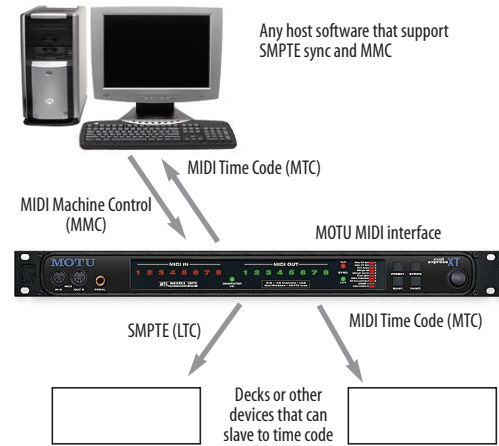 Any host software that support
SMPTE sync and MMC
MIDI Time Code (MTC)
MIDI Machine Control
(MMC)
MOTU MIDI interface
MOTU
MIDI IN
1 2 3 4 5 6 7 8
MIDI OUT
1 2 3 4 5 6 7 8
XT
SMPTE (LTC)
MIDI Time Code (MTC)
Decks or other
devices that can
slave to time code